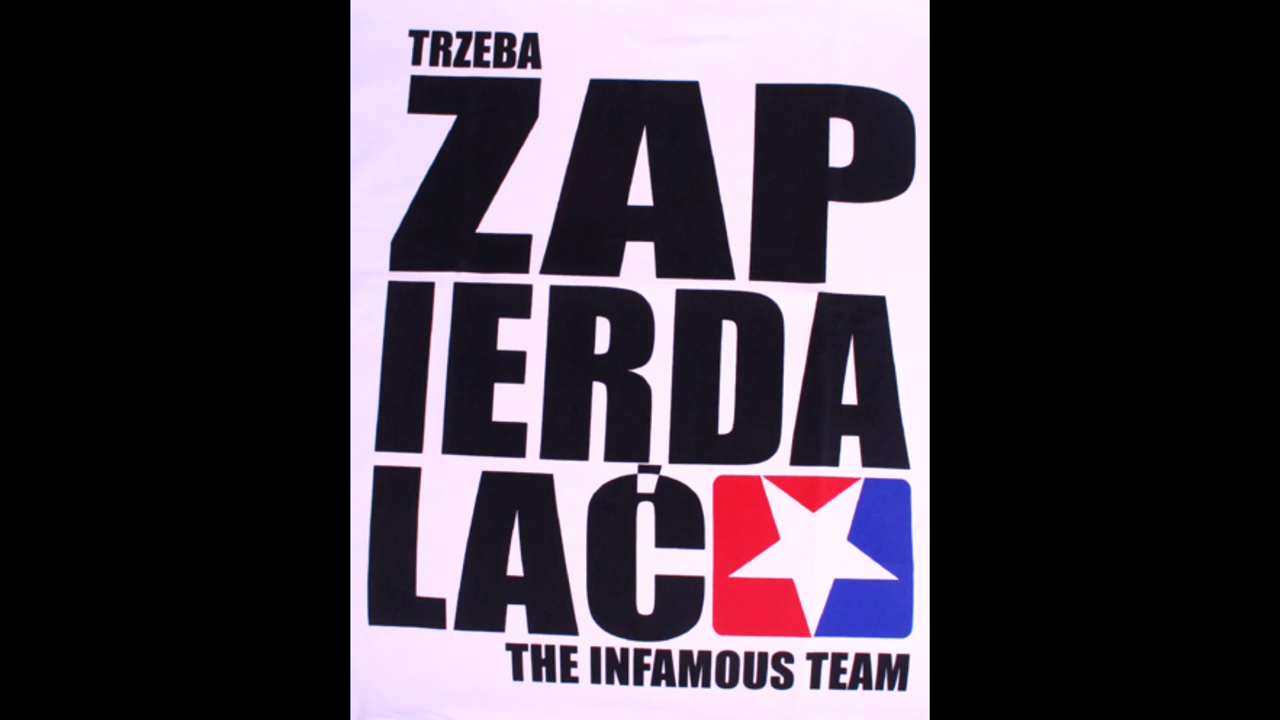 TRZEBA
ZAP
IERDA
LAĆ
THE INFAMOUS TEAM